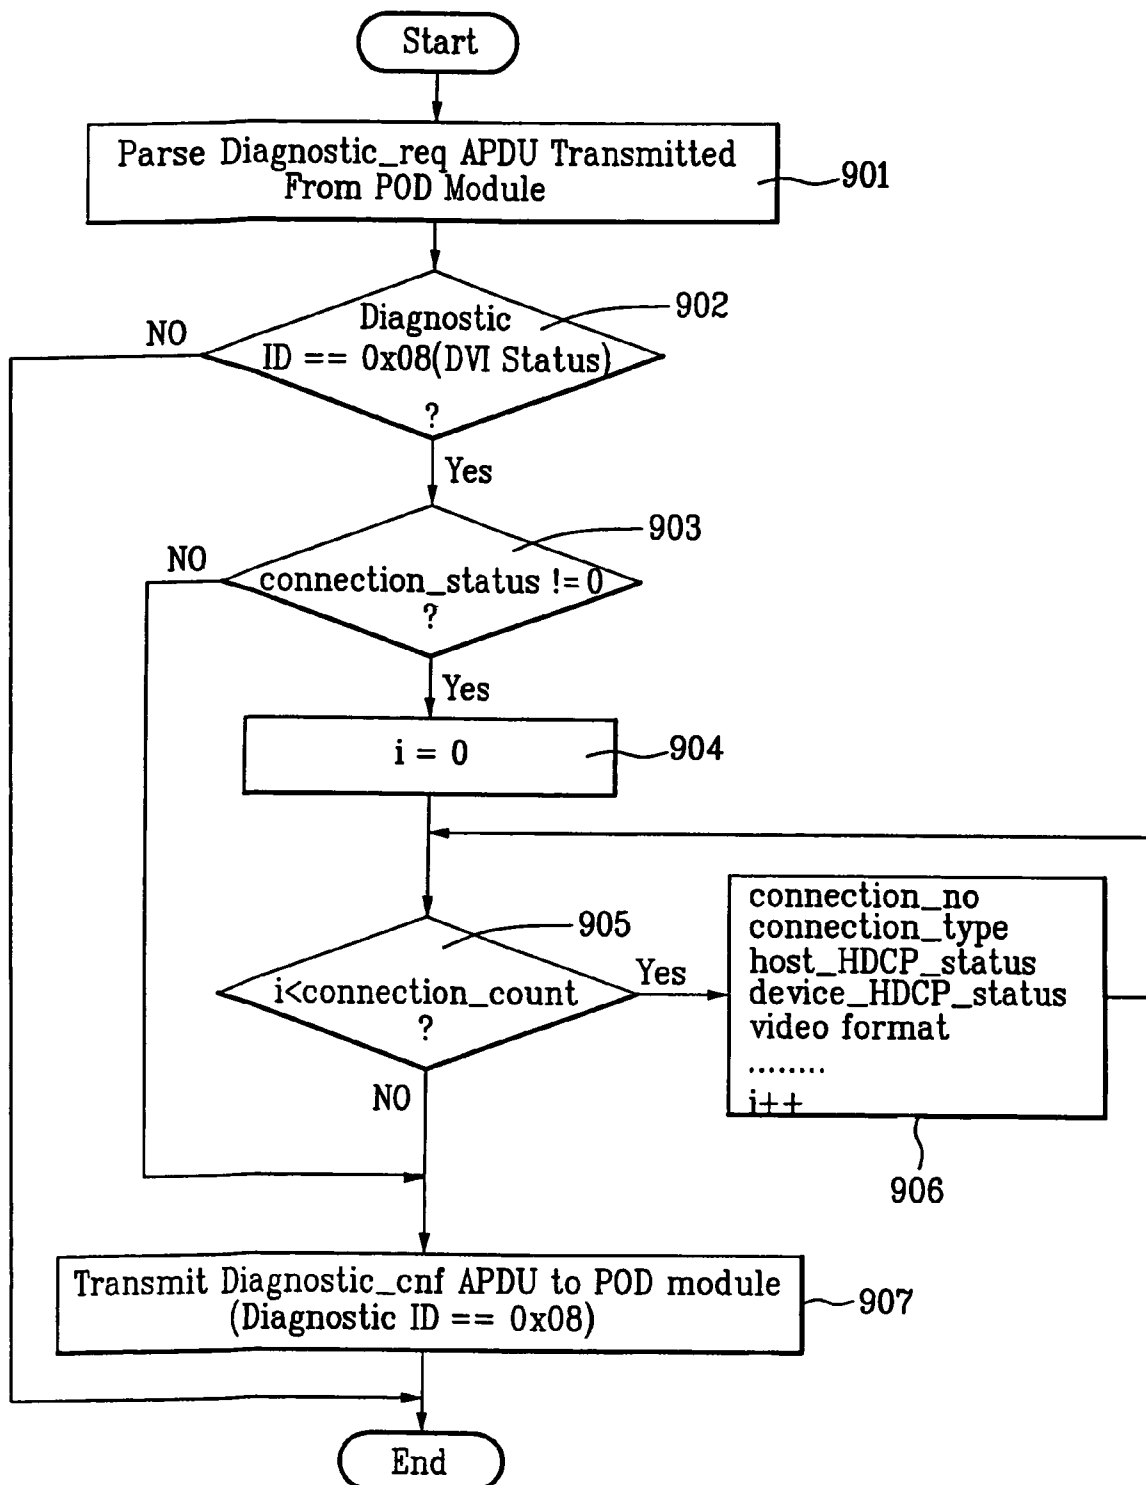 Start
Parse Diagnostic_req APDU Transmitted
From POD Module
901
Diagnostic
ID == 0x08(DVI Status)
?
902
NO
Yes
903
connection_status != 0
?
NO
Yes
i = 0
904
905
i<connection_count
?
Yes
NO
connection_no
connection_type
host_HDCP_status
device_HDCP_status
video format
........
i++
906
Transmit Diagnostic_cnf APDU to POD module
(Diagnostic ID == 0x08)
907
End